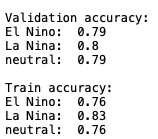 Validation accuracy:
El Nino:  0.79
La Nina:  0.8
neutral:  0.79

Train accuracy:
El Nino:  0.76
La Nina:  0.83
neutral:  0.76